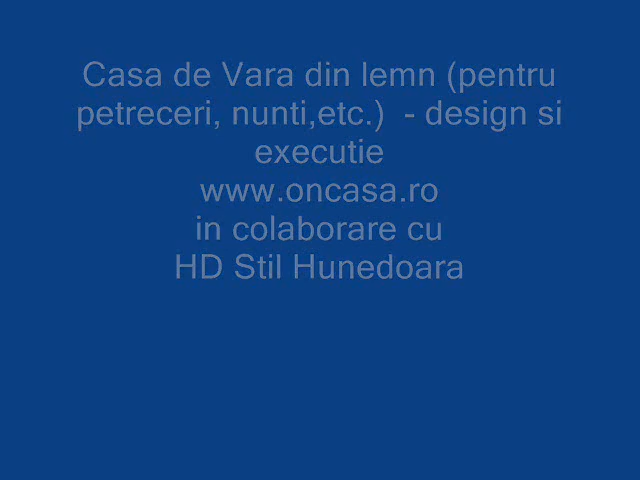 Casa de Vara din lemn (pentru
petreceri, nunti,etc.)  - design si
executie
www.oncasa.ro
in colaborare cu
HD Stil Hunedoara